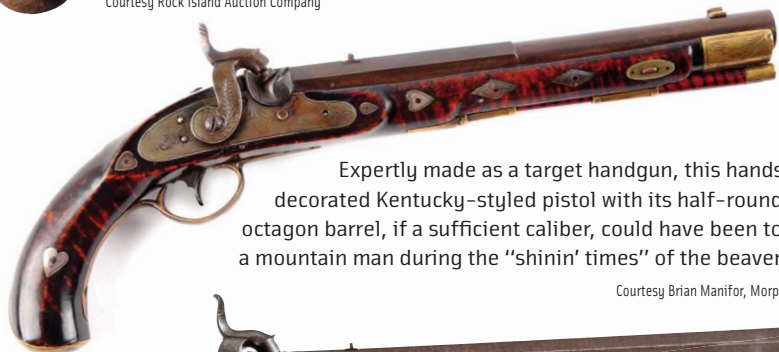 Courtesy Rock Island Auction Company
Expertly made as a target handgun, this
decorated Kentucky-styled pistol with its half-round
octagon barrel, if a sufficient caliber, could have been
a mountain man during the “shinin’ times” of the beaver
Courtesy Brian Manifor,